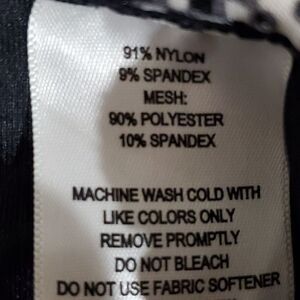 91% NYLON
9% SPANDEX
MESH:
90% POLYESTER
10% SPANDEX
MACHINE WASH COLD WITH
LIKE COLORS ONLY
REMOVE PROMPTLY
DO NOT BLEACH
DO NOT USE FABRIC SOFTENER